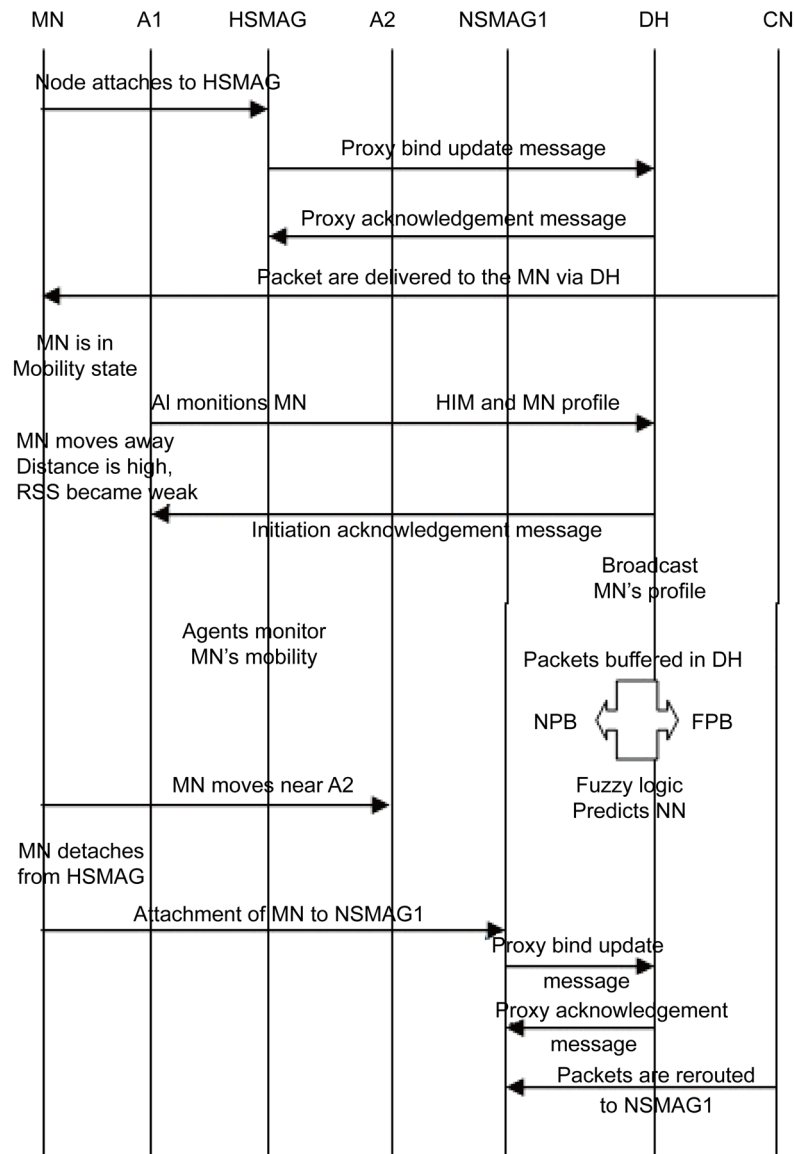 MN A1 HSMAG A2 NSMAG1 DH CN
Node attaches to HSMAG
Proxy bind update message
Proxy acknowledgement message
Packet are delivered to the MN via DH
MN is in
Mobility state
Al monitions MN
HIM and MN profile
MN moves away
Distance is high,
RSS became weak
Initiation acknowledgement message
Broadcast
MN's profile
Agents monitor
MN's mobility
Packets buffered in DH
NPB
FPB
MN moves near A2
Fuzzy logic
Predicts NN
MN detaches
from HSMAG
Attachment of MN to NSMAG1
Proxy bind update
message
Proxy acknowledgement
message
Packets are rerouted
to NSMAG1